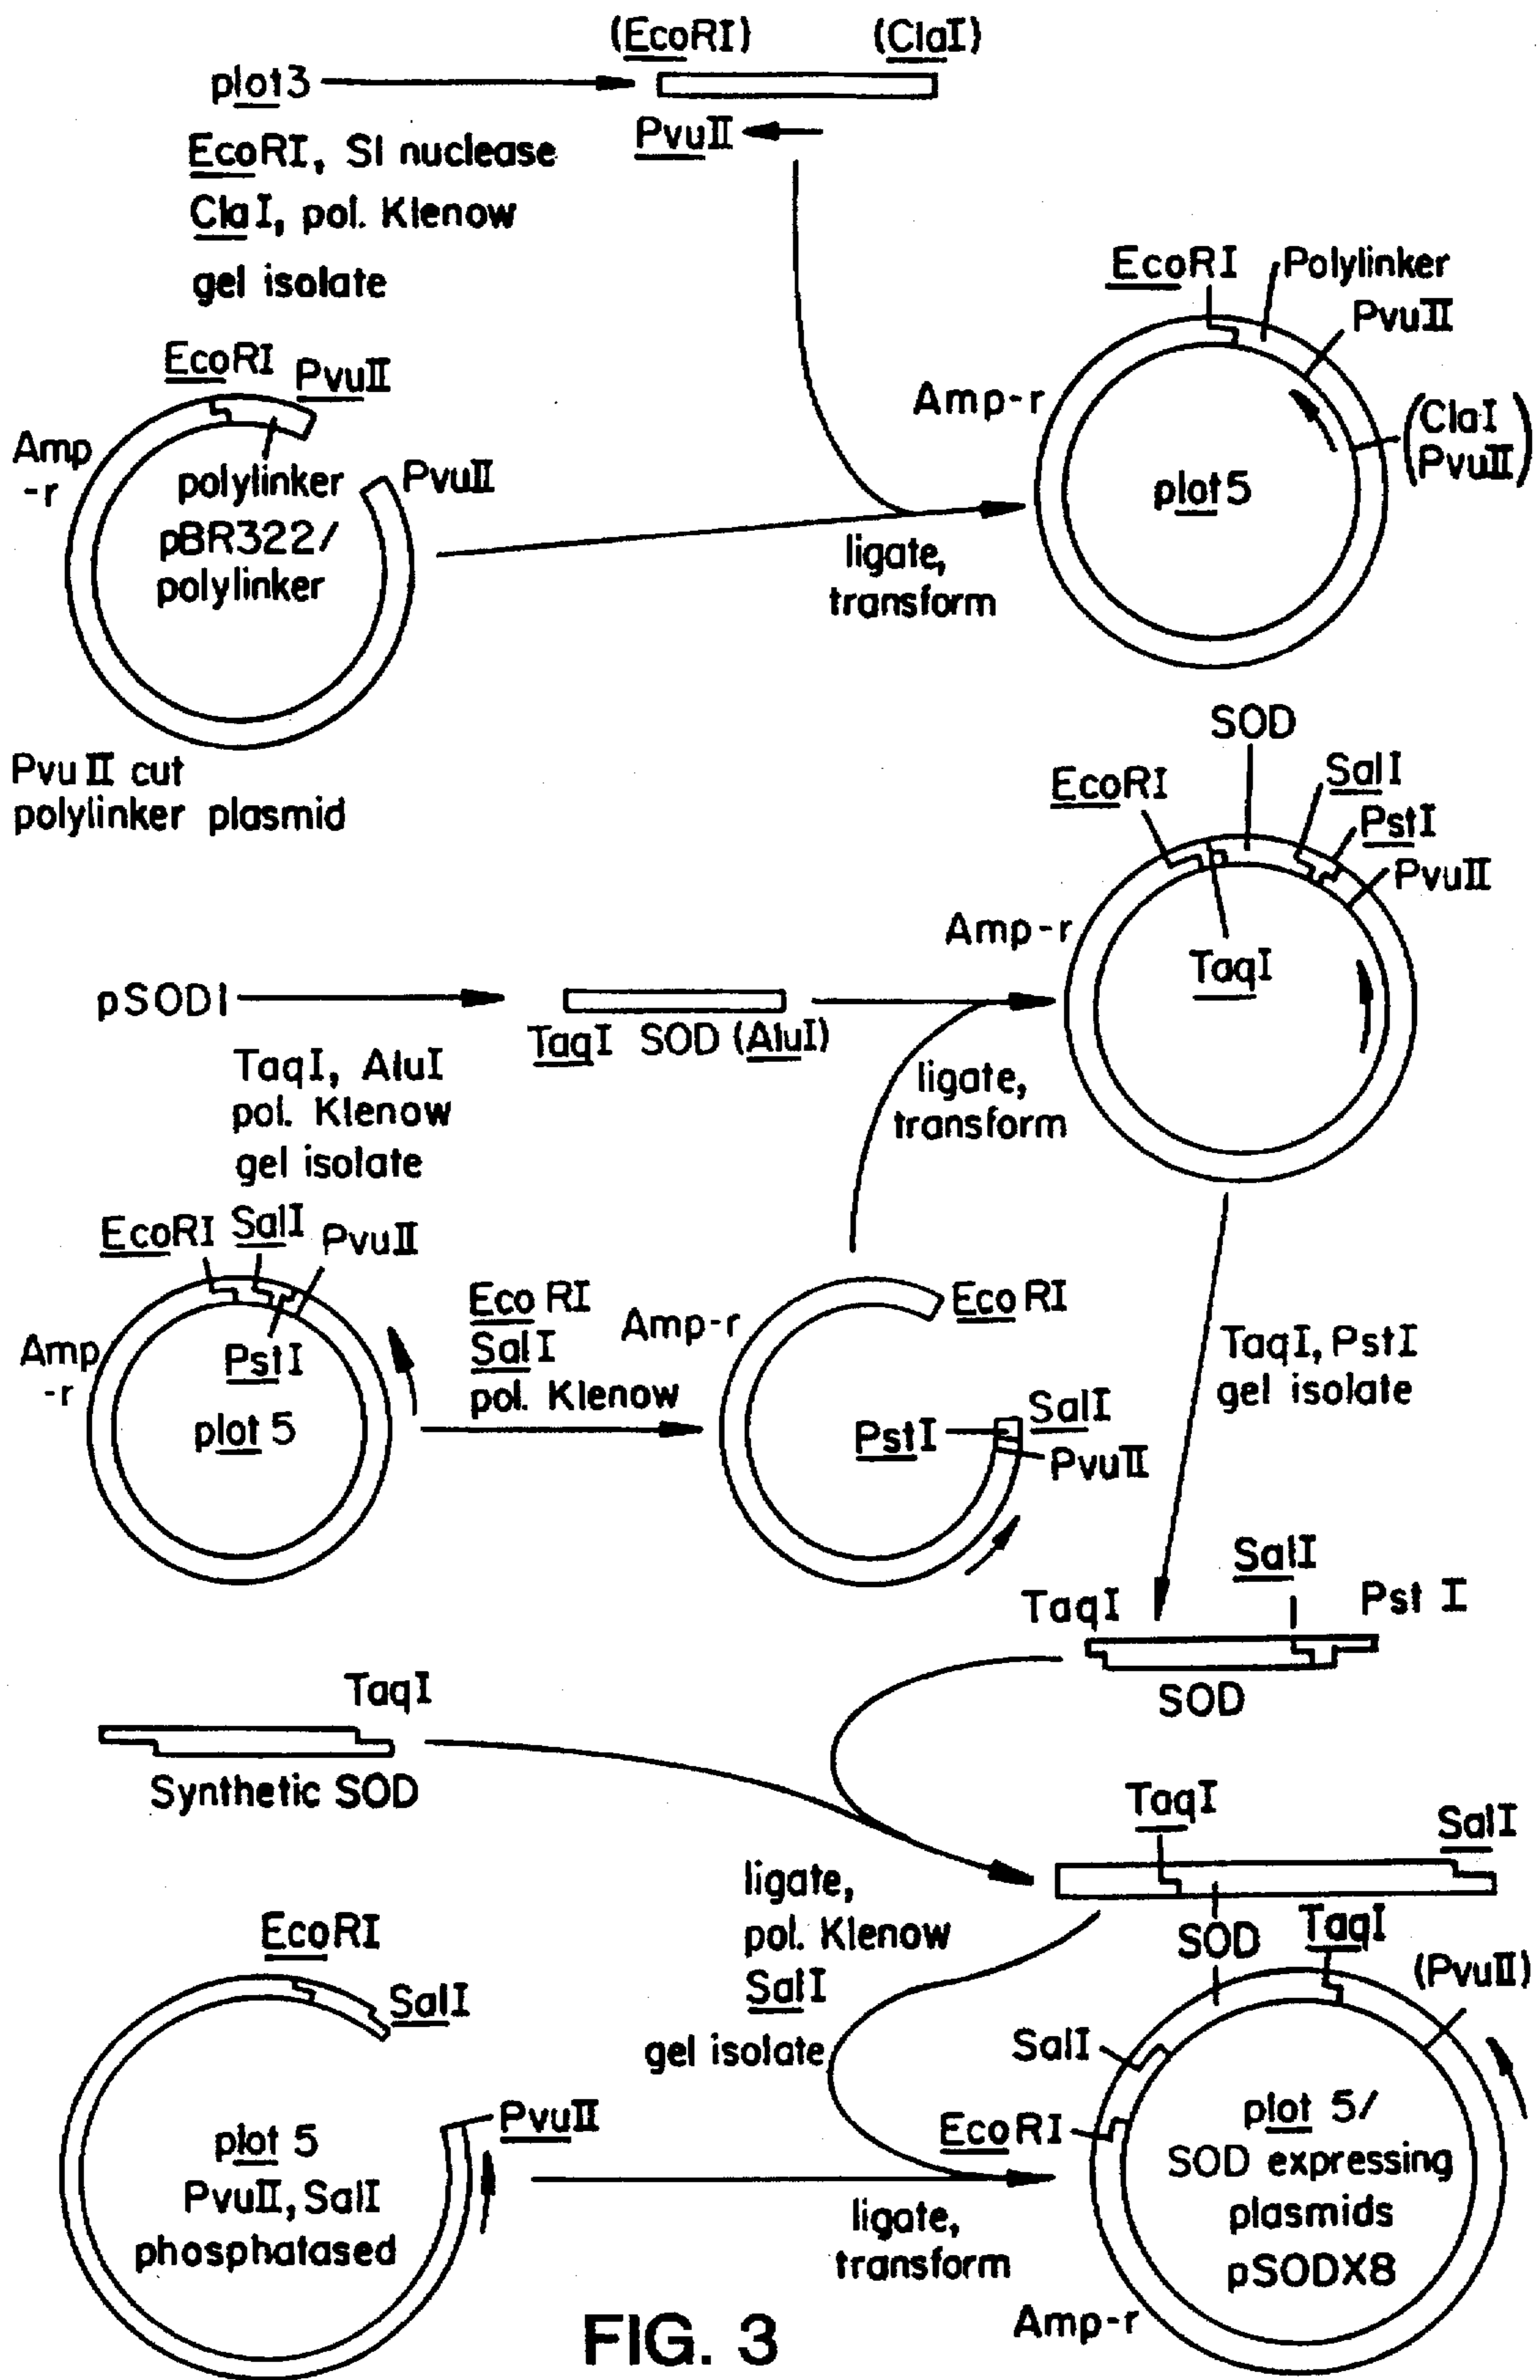 (EcoRI) (ClaI)
plot3
PvuII
EcoRI, SI nuclease
ClaI, pol. Klenow
gel isolate
EcoRI Polylinker
PvuII
EcoRI PvuII
Amp-r
(ClaI
PvuII)
Amp
-r
polylinker
PvuII
plot5
pBR322/
polylinker
ligate,
transform
PvuII cut
polylinker plasmid
SOD
EcoRI SalI
PstI
PvuII
Amp-r
TaqI
pSODI
TaqI SOD (AluI)
TaqI, AluI
pol. Klenow
gel isolate
ligate,
transform
EcoRI SalI PvuII
Amp
-r
PstI
plot 5
EcoRI
SalI
pol. Klenow
Amp-r
EcoRI
PstI
SalI
PvuII
TaqI, PstI
gel isolate
SalI
TaqI Pst I
SOD
TaqI
Synthetic SOD
TaqI
SalI
ligate,
pol. Klenow
SalI
gel isolate
SOD TaqI
(PvuII)
EcoRI
SalI
SalI
EcoRI
PvuII
plot 5
PvuII, SalI
phosphatased
plot 5/
SOD expressing
plasmids
pSODX8
ligate,
transform
Amp-r
FIG. 3